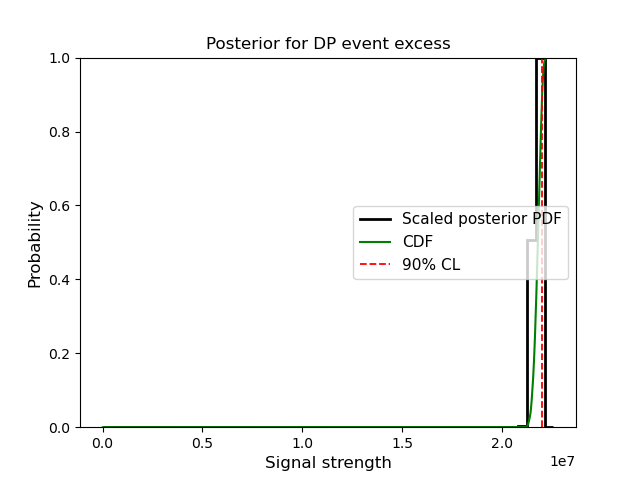 Posterior for DP event excess
Probability
1.0
0.8
0.6
0.4
0.2
0.0
Scaled posterior PDF
CDF
90% CL
0.0 0.5 1.0 1.5 2.0
1e7
Signal strength